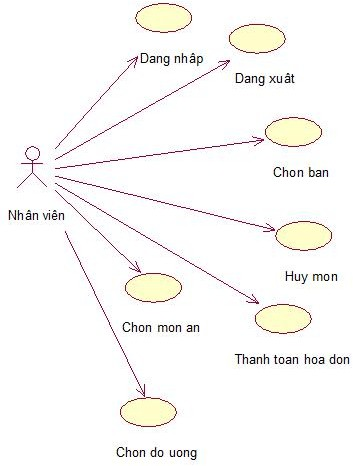 Dang nhâp
Dang xuât
Chon ban
Nhân viên
Huy mon
Chon mon an
Thanh toan hoa don
Chon do uong